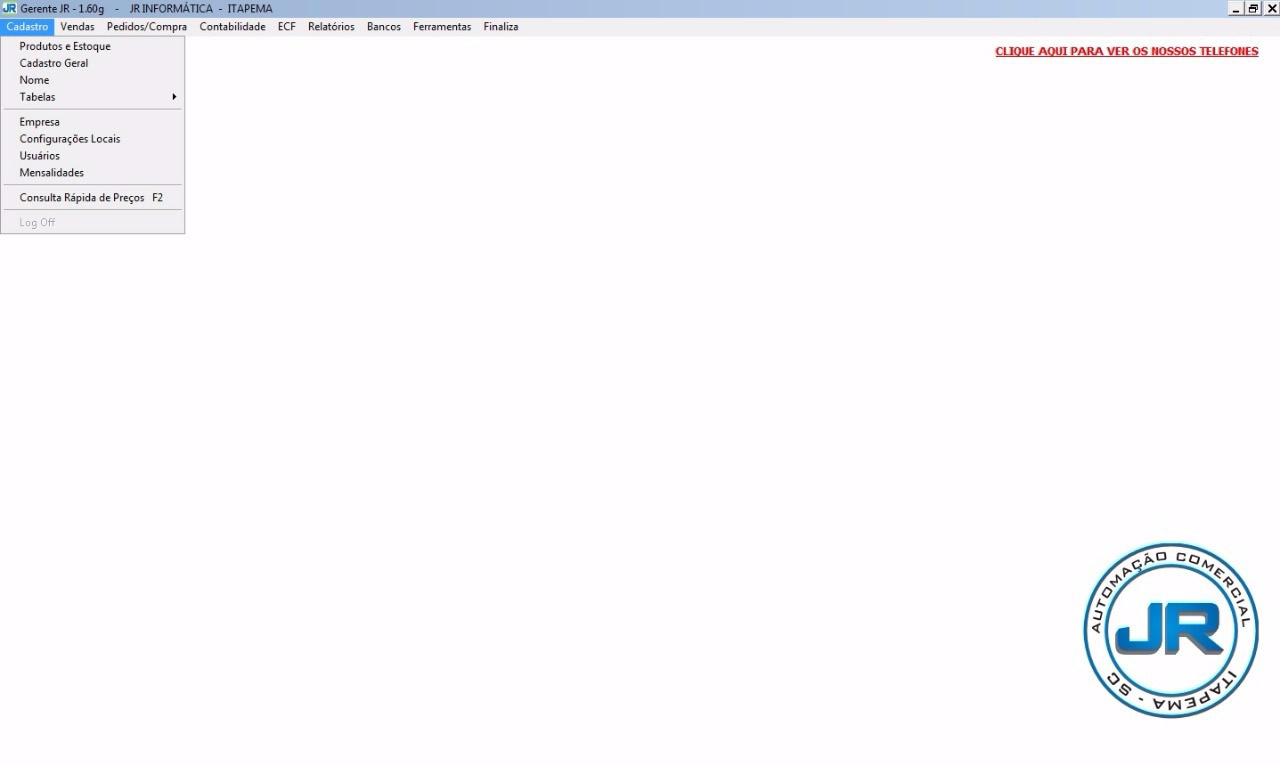 JR Gerente JR - 1.60g - JR INFORMÁTICA - ITAPEMA
Cadastro Vendas Pedidos/Compra Contabilidade ECF Relatórios Bancos Ferramentas Finaliza
CLIQUE AQUI PARA VER OS NOSSOS TELEFONES
Produtos e Estoque
Cadastro Geral
Nome
Tabelas
Empresa
Configurações Locais
Usuários
Mensalidades
Consulta Rápida de Preços F2
Log Off
AUTOMAÇÃO COMERCIAL
JR
ITAPEMA - SC